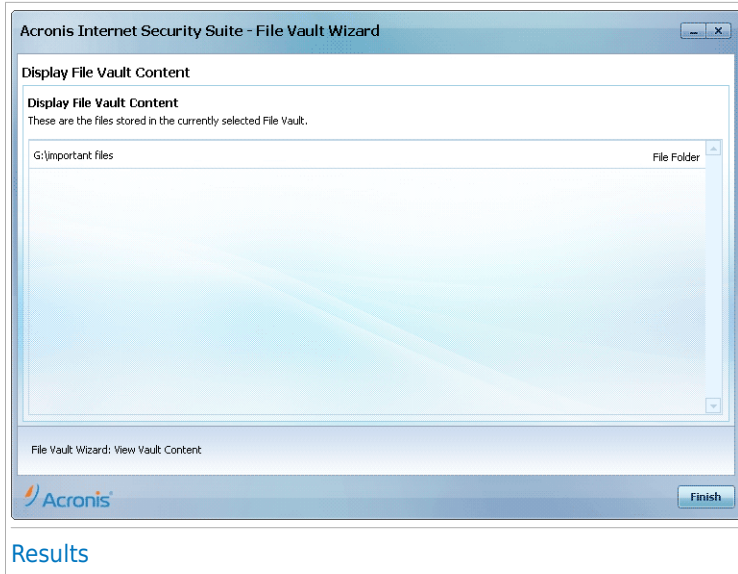 Acronis Internet Security Suite - File Vault Wizard
Display File Vault Content
Display File Vault Content
These are the files stored in the currently selected File Vault.
G:\important files File Folder
File Vault Wizard: View Vault Content
Acronis
Finish
Results